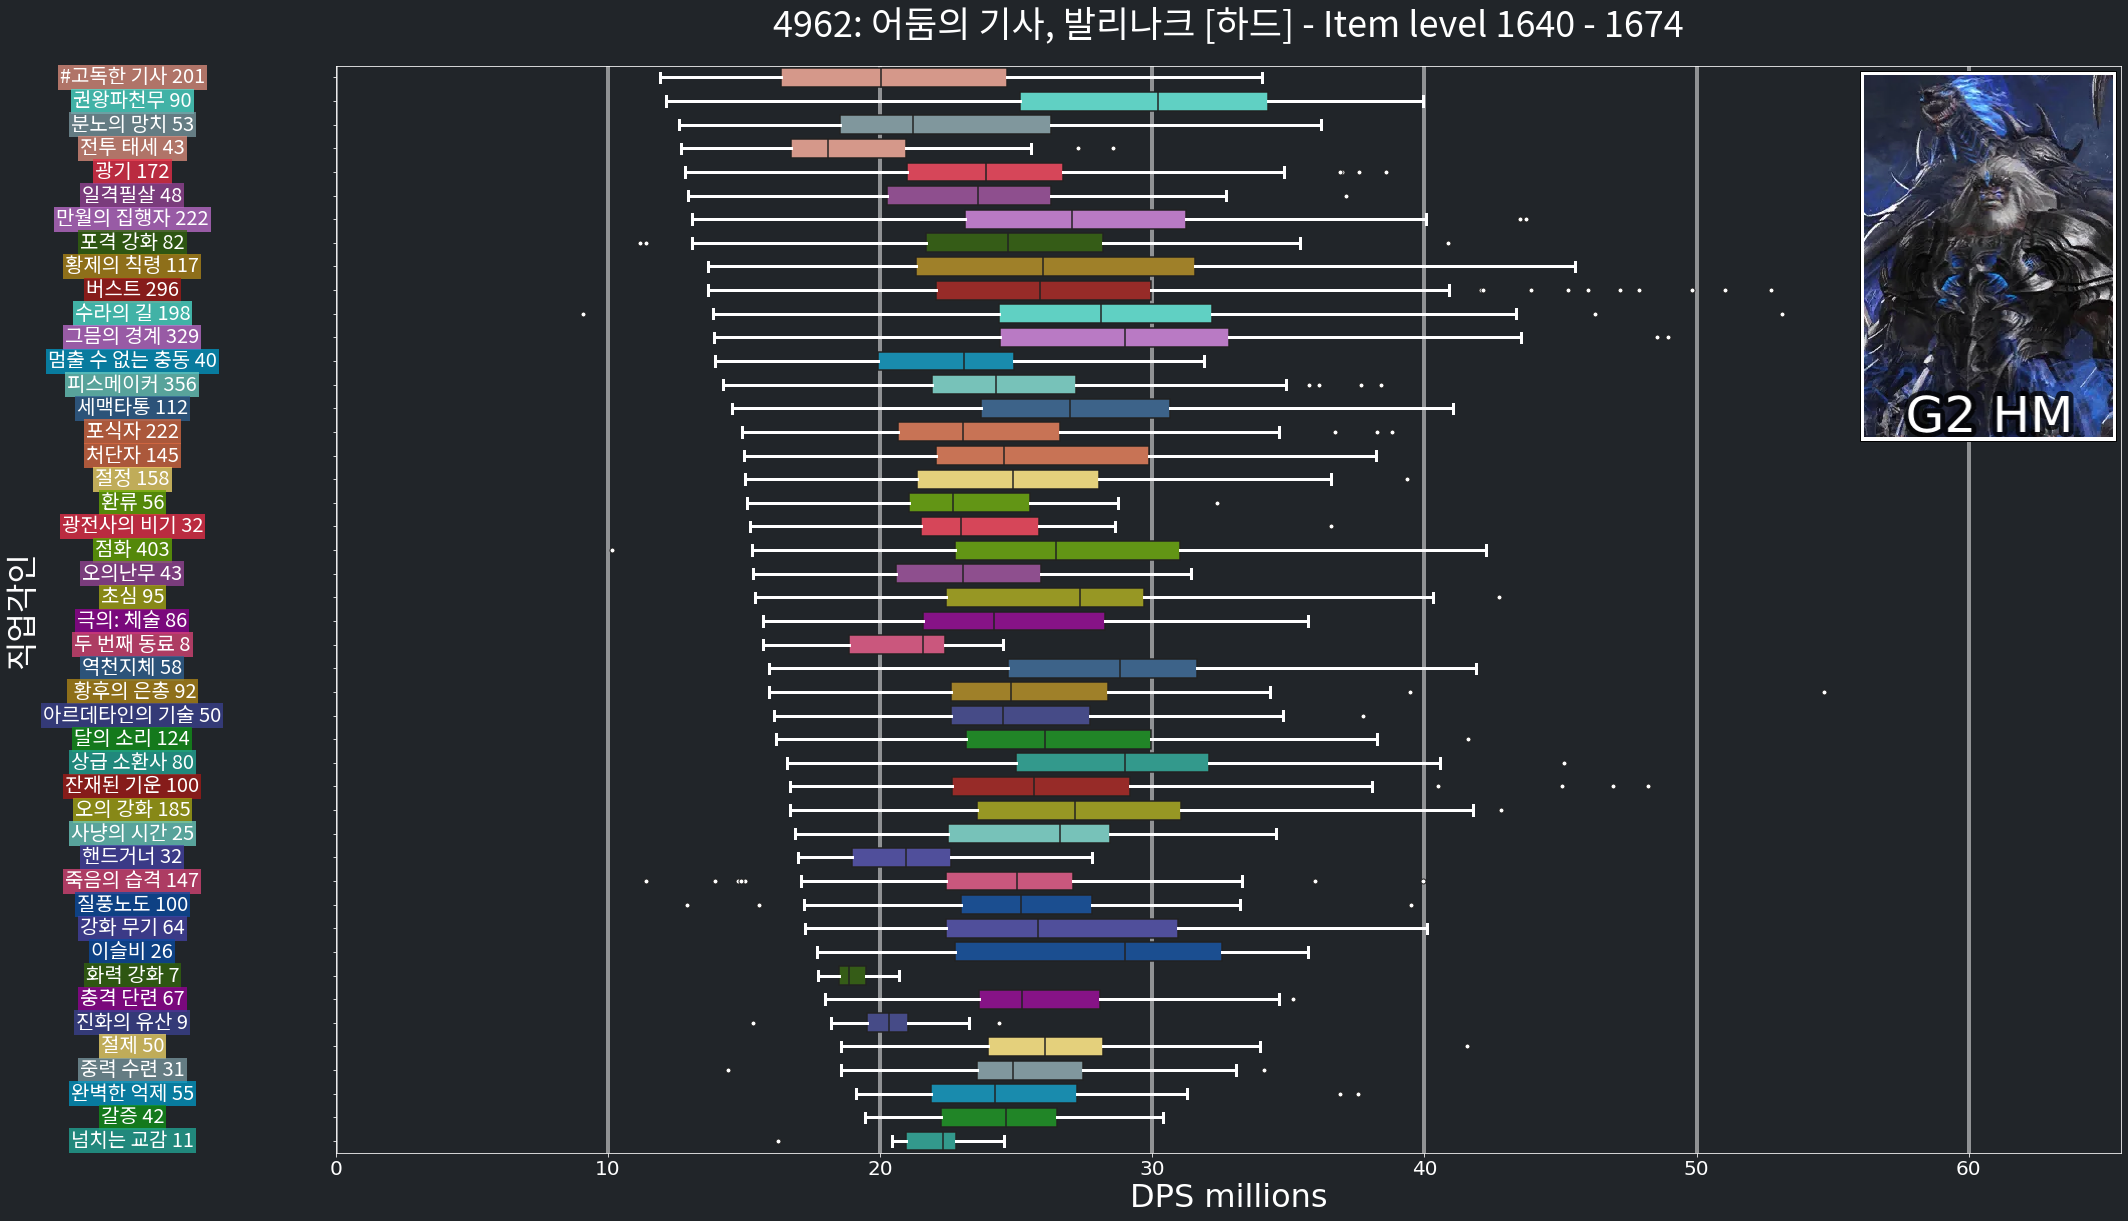 4962: 어둠의 기사, 발리나크 [하드] - Item level 1640 - 1674
#고독한 기사 201
권왕파천무 90
분노의 망치 53
전투 태세 43
광기 172
일격필살 48
만월의 집행자 222
포격 강화 82
황제의 칙령 117
버스트 296
수라의 길 198
그믐의 경계 329
멈출 수 없는 충동 40
피스메이커 356
세맥타통 112
포식자 222
처단자 145
절정 158
환류 56
광전사의 비기 32
점화 403
오의난무 43
초심 95
극의: 체술 86
두 번째 동료 8
역천지체 58
황후의 은총 92
아르데타인의 기술 50
달의 소리 124
상급 소환사 80
잔재된 기운 100
오의 강화 185
사냥의 시간 25
핸드거너 32
죽음의 습격 147
질풍노도 100
강화 무기 64
이슬비 26
화력 강화 7
충격 단련 67
진화의 유산 9
절제 50
중력 수련 31
완벽한 억제 55
갈증 42
넘치는 교감 11
직업각인
G2 HM
0 10 20 30 40 50 60
DPS millions